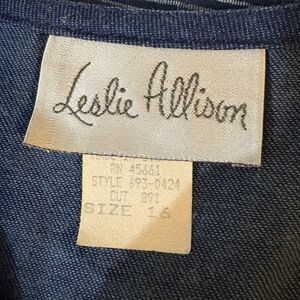 Leslie Allison
RN 45661
STYLE 693-0424
CUT 871
SIZE 16